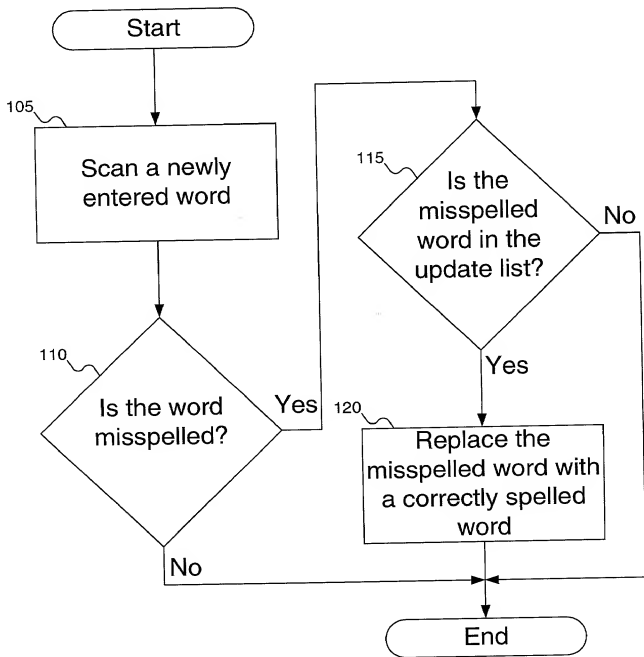 Start
105
Scan a newly
entered word
110
Is the word
misspelled?
Yes
No
115
Is the
misspelled
word in the
update list?
No
Yes
120
Replace the
misspelled word with
a correctly spelled
word
End